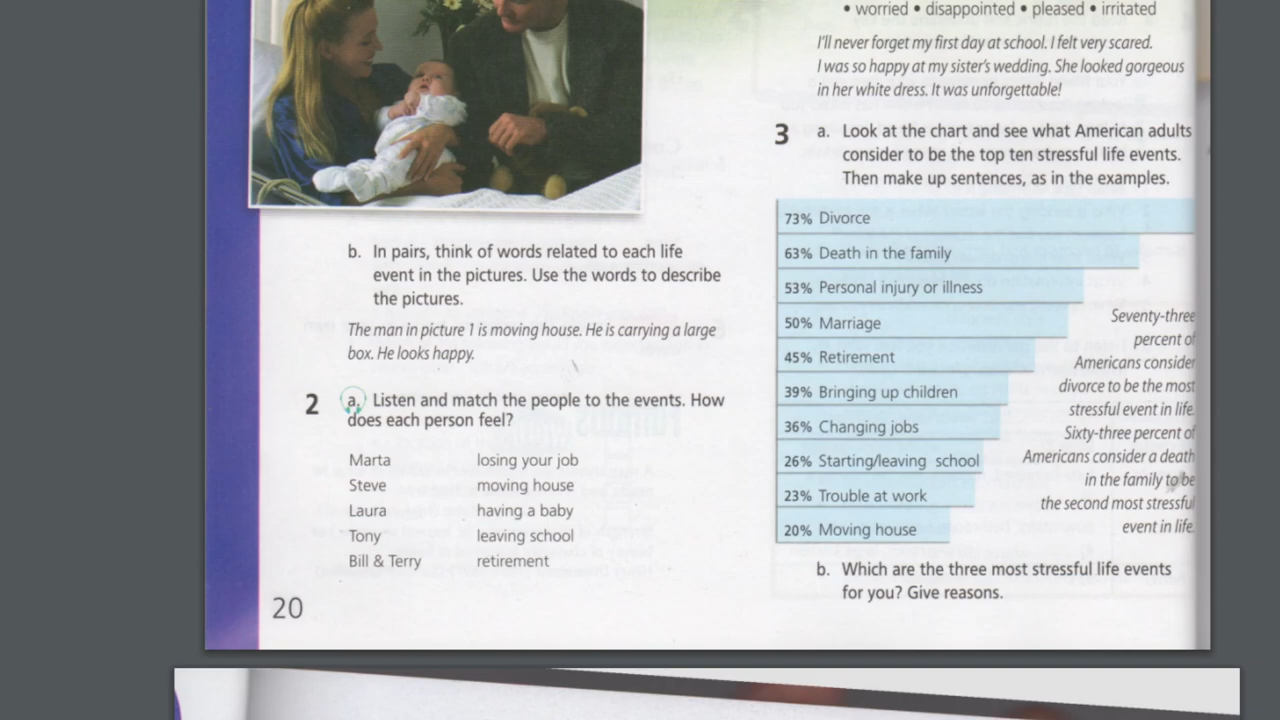 • worried • disappointed • pleased • irritated
I'll never forget my first day at school. I felt very scared.
I was so happy at my sister's wedding. She looked gorgeous
in her white dress. It was unforgettable!
3 a. Look at the chart and see what American adults
consider to be the top ten stressful life events.
Then make up sentences, as in the examples.
73% Divorce
63% Death in the family
53% Personal injury or illness
50% Marriage
45% Retirement
39% Bringing up children
36% Changing jobs
26% Starting/leaving school
23% Trouble at work
20% Moving house
Seventy-three
percent of
Americans consider
divorce to be the most
stressful event in life.
Sixty-three percent of
Americans consider a death
in the family to be
the second most stressful
event in life.
b. Which are the three most stressful life events
for you? Give reasons.
b. In pairs, think of words related to each life
event in the pictures. Use the words to describe
the pictures.
The man in picture 1 is moving house. He is carrying a large
box. He looks happy.
2 a. Listen and match the people to the events. How
does each person feel?
Marta losing your job
Steve moving house
Laura having a baby
Tony leaving school
Bill & Terry retirement
20